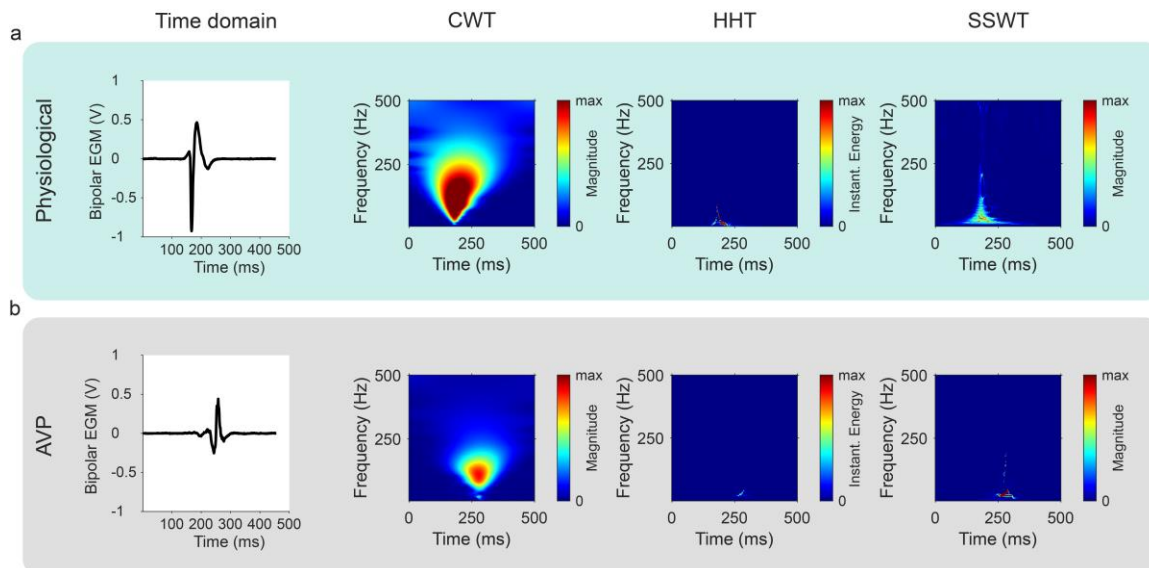 Time domain
CWT
HHT
SSWT
a
Physiological
Bipolar EGM (V)
1
0.5
0
-0.5
-1
100 200 300 400 500
Time (ms)
Frequency (Hz)
500
250
0 250 500
Time (ms)
max
0
Magnitude
Frequency (Hz)
500
250
0 250 500
Time (ms)
max
0
Instant. Energy
Frequency (Hz)
500
250
0 250 500
Time (ms)
max
0
Magnitude
b
AVP
Bipolar EGM (V)
1
0.5
0
-0.5
-1
100 200 300 400 500
Time (ms)
Frequency (Hz)
500
250
0 250 500
Time (ms)
max
0
Magnitude
Frequency (Hz)
500
250
0 250 500
Time (ms)
max
0
Instant. Energy
Frequency (Hz)
500
250
0 250 500
Time (ms)
max
0
Magnitude